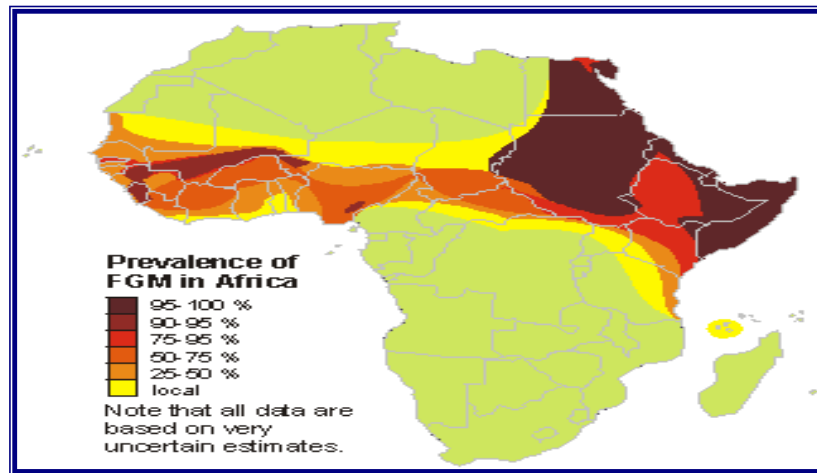 Prevalence of
FGM in Africa
95-100 %
90-95 %
75-95 %
50-75 %
25-50 %
local
Note that all data are
based on very
uncertain estimates.